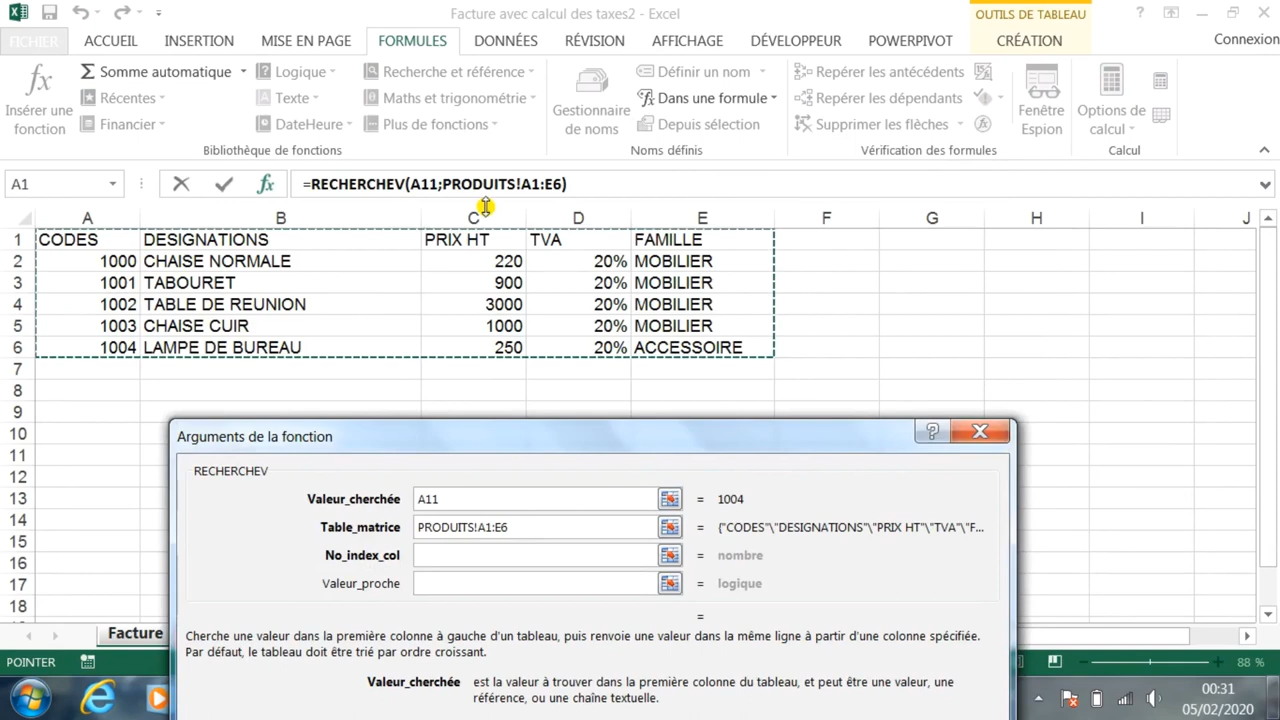 Facture avec calcul des taxes2 - Excel
OUTILS DE TABLEAU
FICHIER ACCUEIL INSERTION MISE EN PAGE FORMULES DONNÉES RÉVISION AFFICHAGE DÉVELOPPEUR POWERPIVOT CRÉATION Connexion
Insérer une fonction
Somme automatique
Récentes
Financier
Logique
Texte
DateHeure
Recherche et référence
Maths et trigonométrie
Plus de fonctions
Bibliothèque de fonctions
Gestionnaire de noms
Définir un nom
Dans une formule
Depuis sélection
Noms définis
Repérer les antécédents
Repérer les dépendants
Supprimer les flèches
Vérification des formules
Fenêtre Espion
Options de calcul
Calcul
A1 fx =RECHERCHEV(A11;PRODUITS!A1:E6)
A B C D E F G H I J
1 CODES DESIGNATIONS PRIX HT TVA FAMILLE
2 1000 CHAISE NORMALE 220 20% MOBILIER
3 1001 TABOURET 900 20% MOBILIER
4 1002 TABLE DE REUNION 3000 20% MOBILIER
5 1003 CHAISE CUIR 1000 20% MOBILIER
6 1004 LAMPE DE BUREAU 250 20% ACCESSOIRE
7
8
9
10
11
12
13
14
15
16
17
18
Arguments de la fonction
RECHERCHEV
Valeur_cherchée A11 = 1004
Table_matrice PRODUITS!A1:E6 = {"CODES"\"DESIGNATIONS"\"PRIX HT"\"TVA"\"F...
No_index_col = nombre
Valeur_proche = logique
=
Cherche une valeur dans la première colonne à gauche d'un tableau, puis renvoie une valeur dans la même ligne à partir d'une colonne spécifiée.
Par défaut, le tableau doit être trié par ordre croissant.
Valeur_cherchée est la valeur à trouver dans la première colonne du tableau, et peut être une valeur, une
référence, ou une chaîne textuelle.
Facture
POINTER
88 %
00:31
05/02/2020